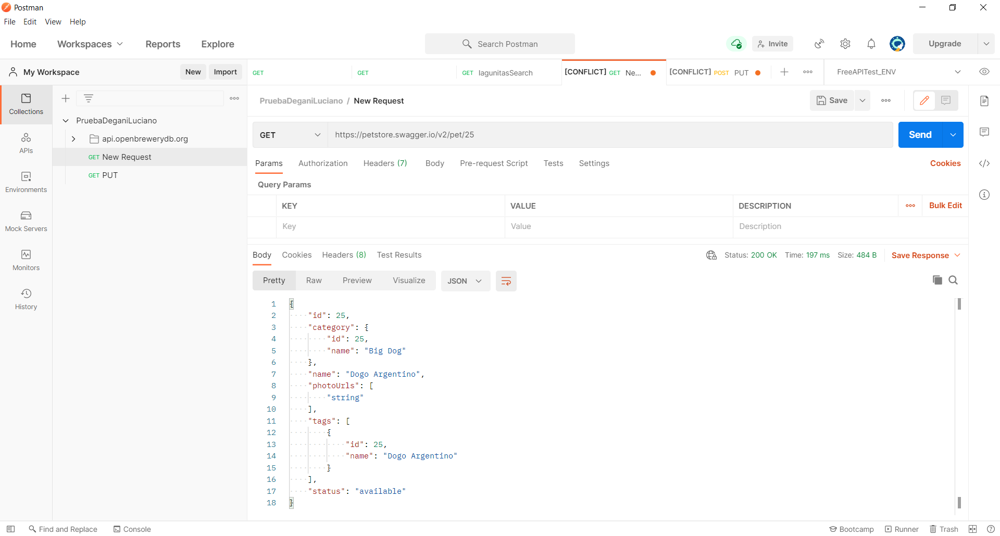 Postman
File Edit View Help
Home Workspaces Reports Explore Search Postman Invite Upgrade
My Workspace New Import GET GET GET lagunitasSearch [CONFLICT] GET Ne... [CONFLICT] POST PUT FreeAPITest_ENV
Collections
APIs
Environments
Mock Servers
Monitors
History
PruebaDeganiLuciano
api.openbrewerydb.org
GET New Request
GET PUT
PruebaDeganiLuciano / New Request Save
GET https://petstore.swagger.io/v2/pet/25 Send
Params Authorization Headers (7) Body Pre-request Script Tests Settings Cookies
Query Params
KEY VALUE DESCRIPTION Bulk Edit
Key Value Description
Body Cookies Headers (8) Test Results Status: 200 OK Time: 197 ms Size: 484 B Save Response
Pretty Raw Preview Visualize JSON
1 {
2 "id": 25,
3 "category": {
4 "id": 25,
5 "name": "Big Dog"
6 },
7 "name": "Dogo Argentino",
8 "photoUrls": [
9 "string"
10 ],
11 "tags": [
12 {
13 "id": 25,
14 "name": "Dogo Argentino"
15 }
16 ],
17 "status": "available"
18 }
Find and Replace Console Bootcamp Runner Trash